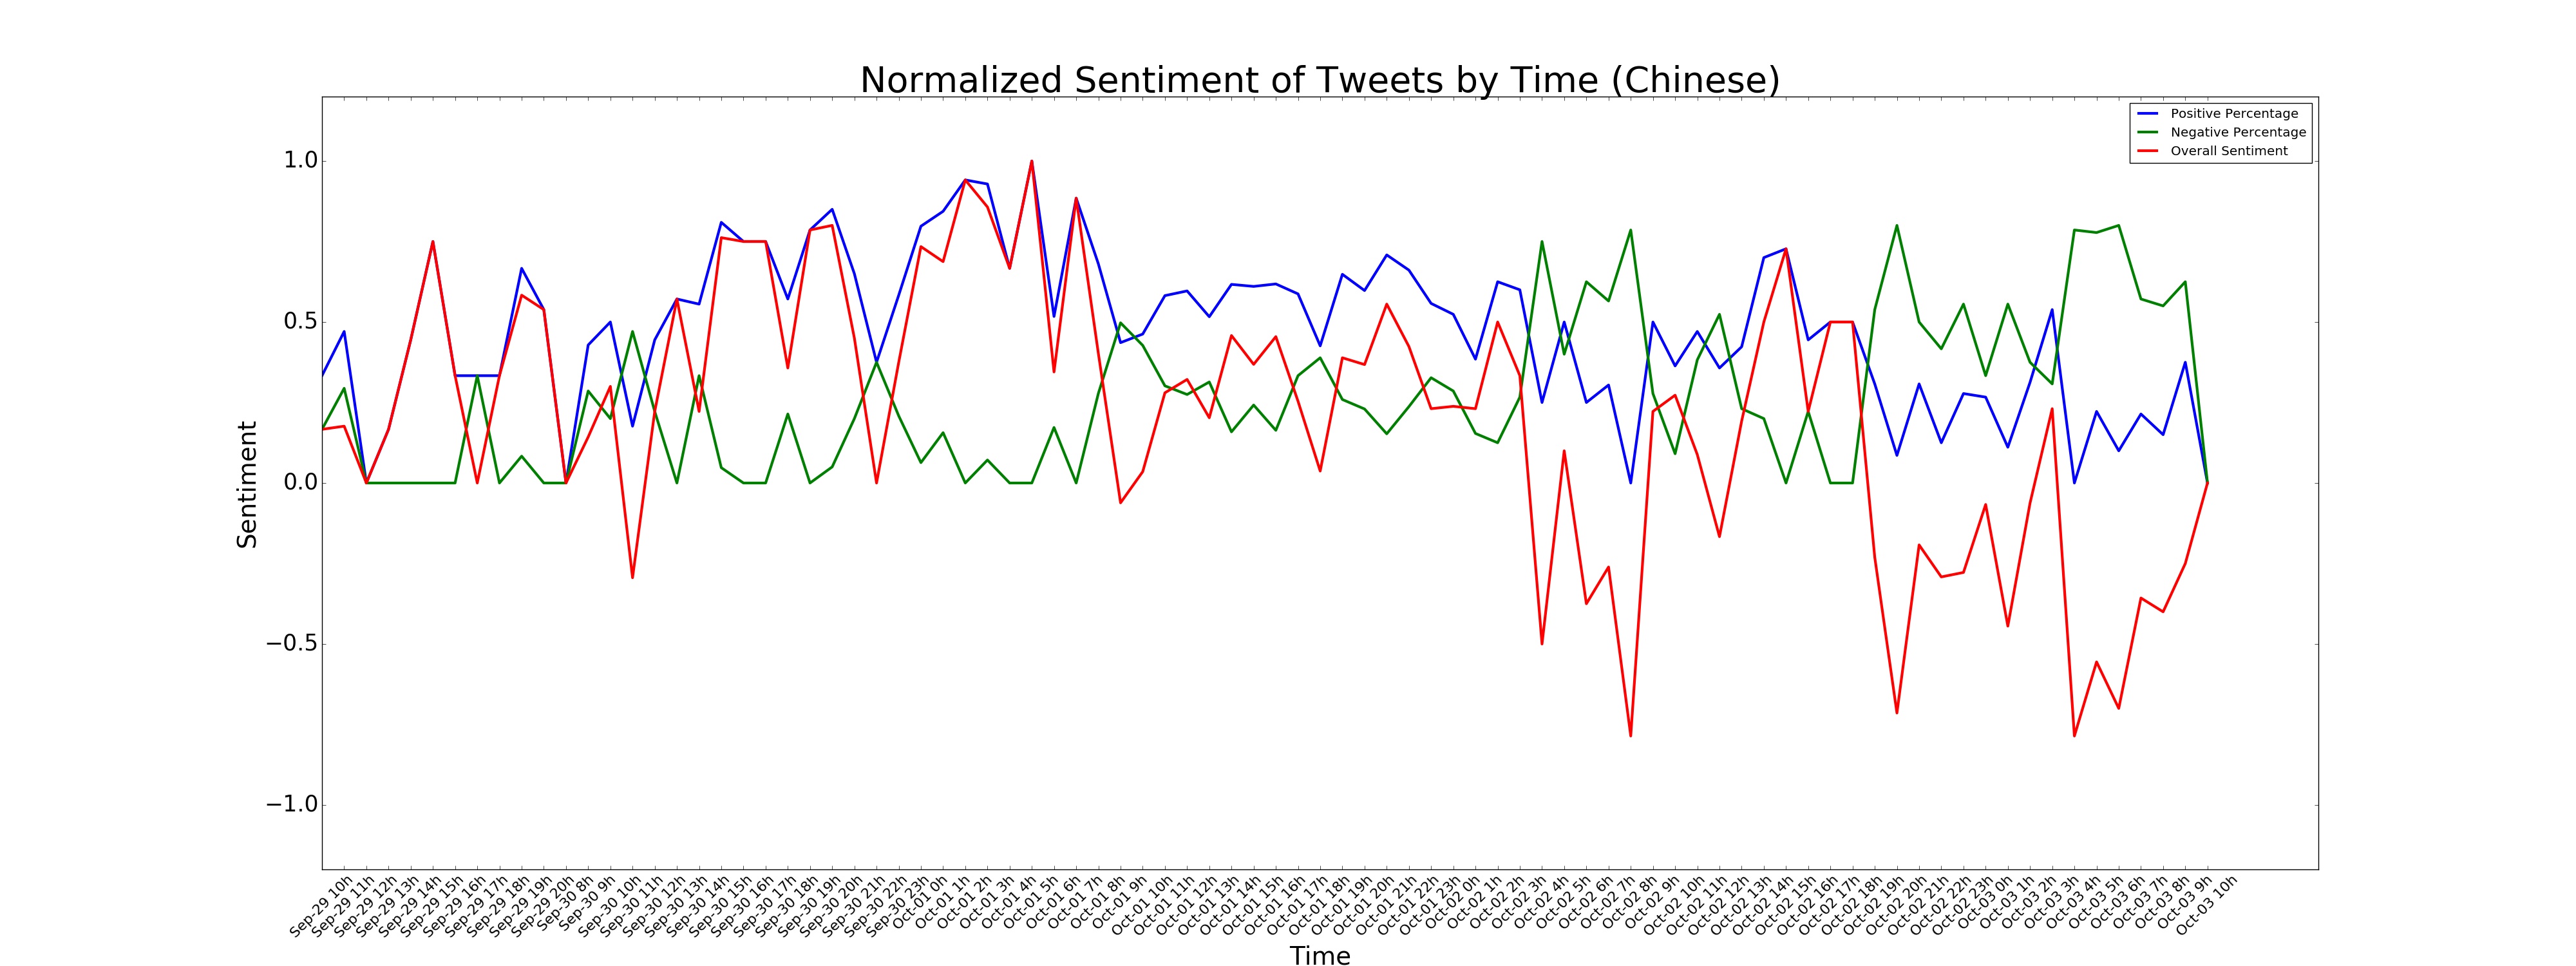 Normalized Sentiment of Tweets by Time (Chinese)
Positive Percentage
Negative Percentage
Overall Sentiment
Sentiment
1.0
0.5
0.0
−0.5
−1.0
Sep-29 10h
Sep-29 11h
Sep-29 12h
Sep-29 13h
Sep-29 14h
Sep-29 15h
Sep-29 16h
Sep-29 17h
Sep-29 18h
Sep-29 19h
Sep-29 20h
Sep-30 8h
Sep-30 9h
Sep-30 10h
Sep-30 11h
Sep-30 12h
Sep-30 13h
Sep-30 14h
Sep-30 15h
Sep-30 16h
Sep-30 17h
Sep-30 18h
Sep-30 19h
Sep-30 20h
Sep-30 21h
Sep-30 22h
Sep-30 23h
Oct-01 0h
Oct-01 1h
Oct-01 2h
Oct-01 3h
Oct-01 4h
Oct-01 5h
Oct-01 6h
Oct-01 7h
Oct-01 8h
Oct-01 9h
Oct-01 10h
Oct-01 11h
Oct-01 12h
Oct-01 13h
Oct-01 14h
Oct-01 15h
Oct-01 16h
Oct-01 17h
Oct-01 18h
Oct-01 19h
Oct-01 20h
Oct-01 21h
Oct-01 22h
Oct-01 23h
Oct-02 0h
Oct-02 1h
Oct-02 2h
Oct-02 3h
Oct-02 4h
Oct-02 5h
Oct-02 6h
Oct-02 7h
Oct-02 8h
Oct-02 9h
Oct-02 10h
Oct-02 11h
Oct-02 12h
Oct-02 13h
Oct-02 14h
Oct-02 15h
Oct-02 16h
Oct-02 17h
Oct-02 18h
Oct-02 19h
Oct-02 20h
Oct-02 21h
Oct-02 22h
Oct-02 23h
Oct-03 0h
Oct-03 1h
Oct-03 2h
Oct-03 3h
Oct-03 4h
Oct-03 5h
Oct-03 6h
Oct-03 7h
Oct-03 8h
Oct-03 9h
Oct-03 10h
Time